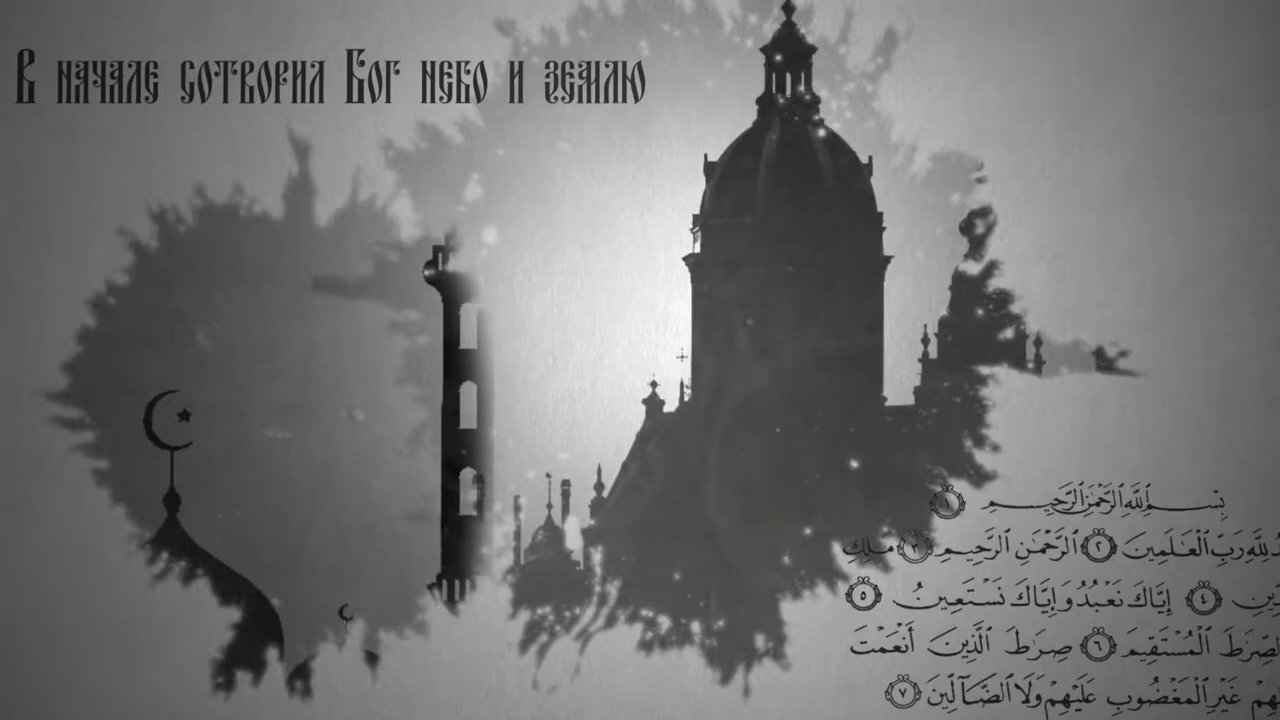 В начале сотворил Бог небо и землю
بِسْمِ ٱللَّهِ ٱلرَّحْمَٰنِ ٱلرَّحِيمِ ١
لِلَّهِ رَبِّ ٱلْعَٰلَمِينَ ٢ ٱلرَّحْمَٰنِ ٱلرَّحِيمِ ٣ مَٰلِكِ
٤ إِيَّاكَ نَعْبُدُ وَإِيَّاكَ نَسْتَعِينُ ٥
ٱلصِّرَٰطَ ٱلْمُسْتَقِيمَ ٦ صِرَٰطَ ٱلَّذِينَ أَنْعَمْتَ
غَيْرِ ٱلْمَغْضُوبِ عَلَيْهِمْ وَلَا ٱلضَّآلِّينَ ٧